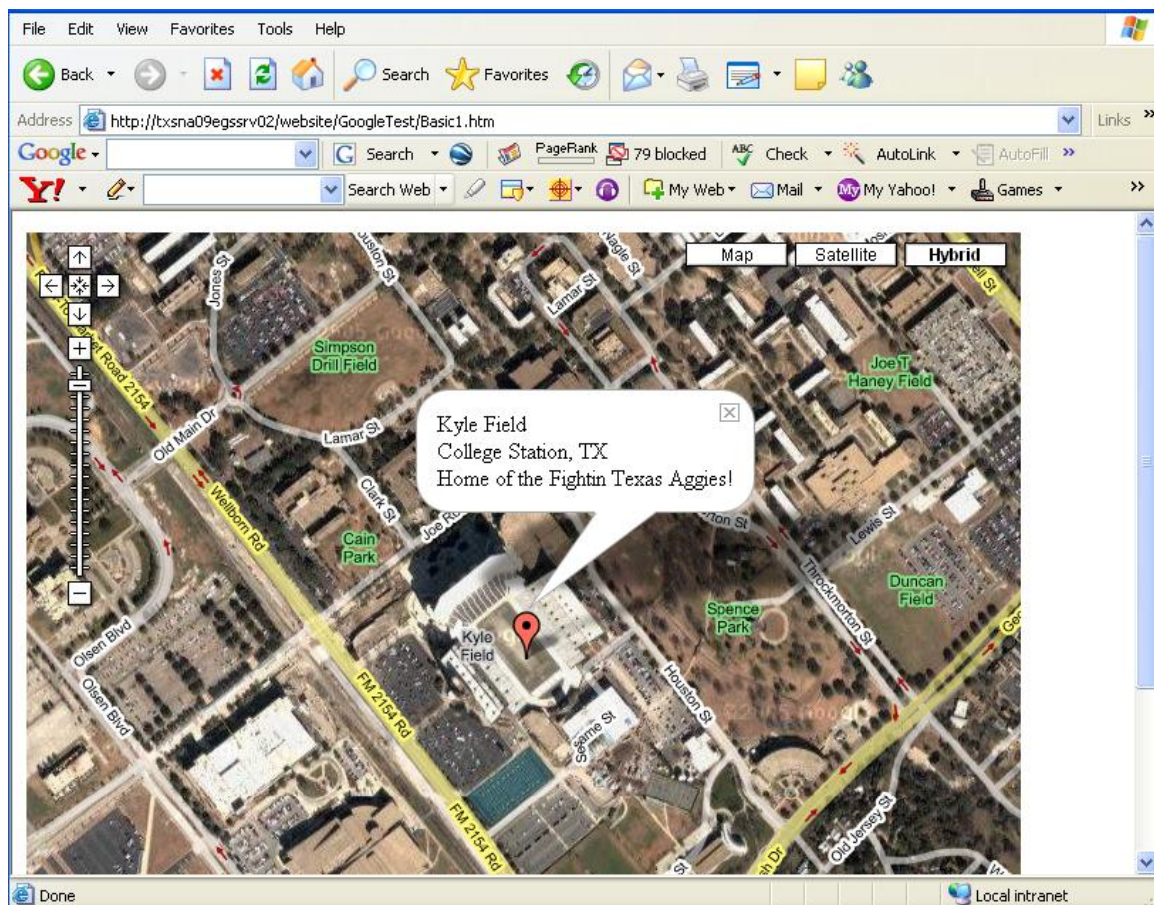 File Edit View Favorites Tools Help
Back Search Favorites
Address http://txsna09egssrv02/website/GoogleTest/Basic1.htm Links
Google Search PageRank 79 blocked ABC Check AutoLink AutoFill
Y! Search Web My Web Mail My My Yahoo! Games
Map Satellite Hybrid
Jones St
Nagle St
Lamar St
Simpson
Drill Field
Joe T
Haney Field
Old Main Dr
Lamar St
Kyle Field
College Station, TX
Home of the Fightin Texas Aggies!
Clark St
Wellborn Rd
Cain
Park
Lewis St
Throckmorton St
Duncan
Field
Spence
Park
Kyle
Field
Olsen Blvd
Olsen Blvd
FM 2154 Rd
Houston St
Sesame St
FM 2154 Rd
Old Jersey St
Done Local intranet